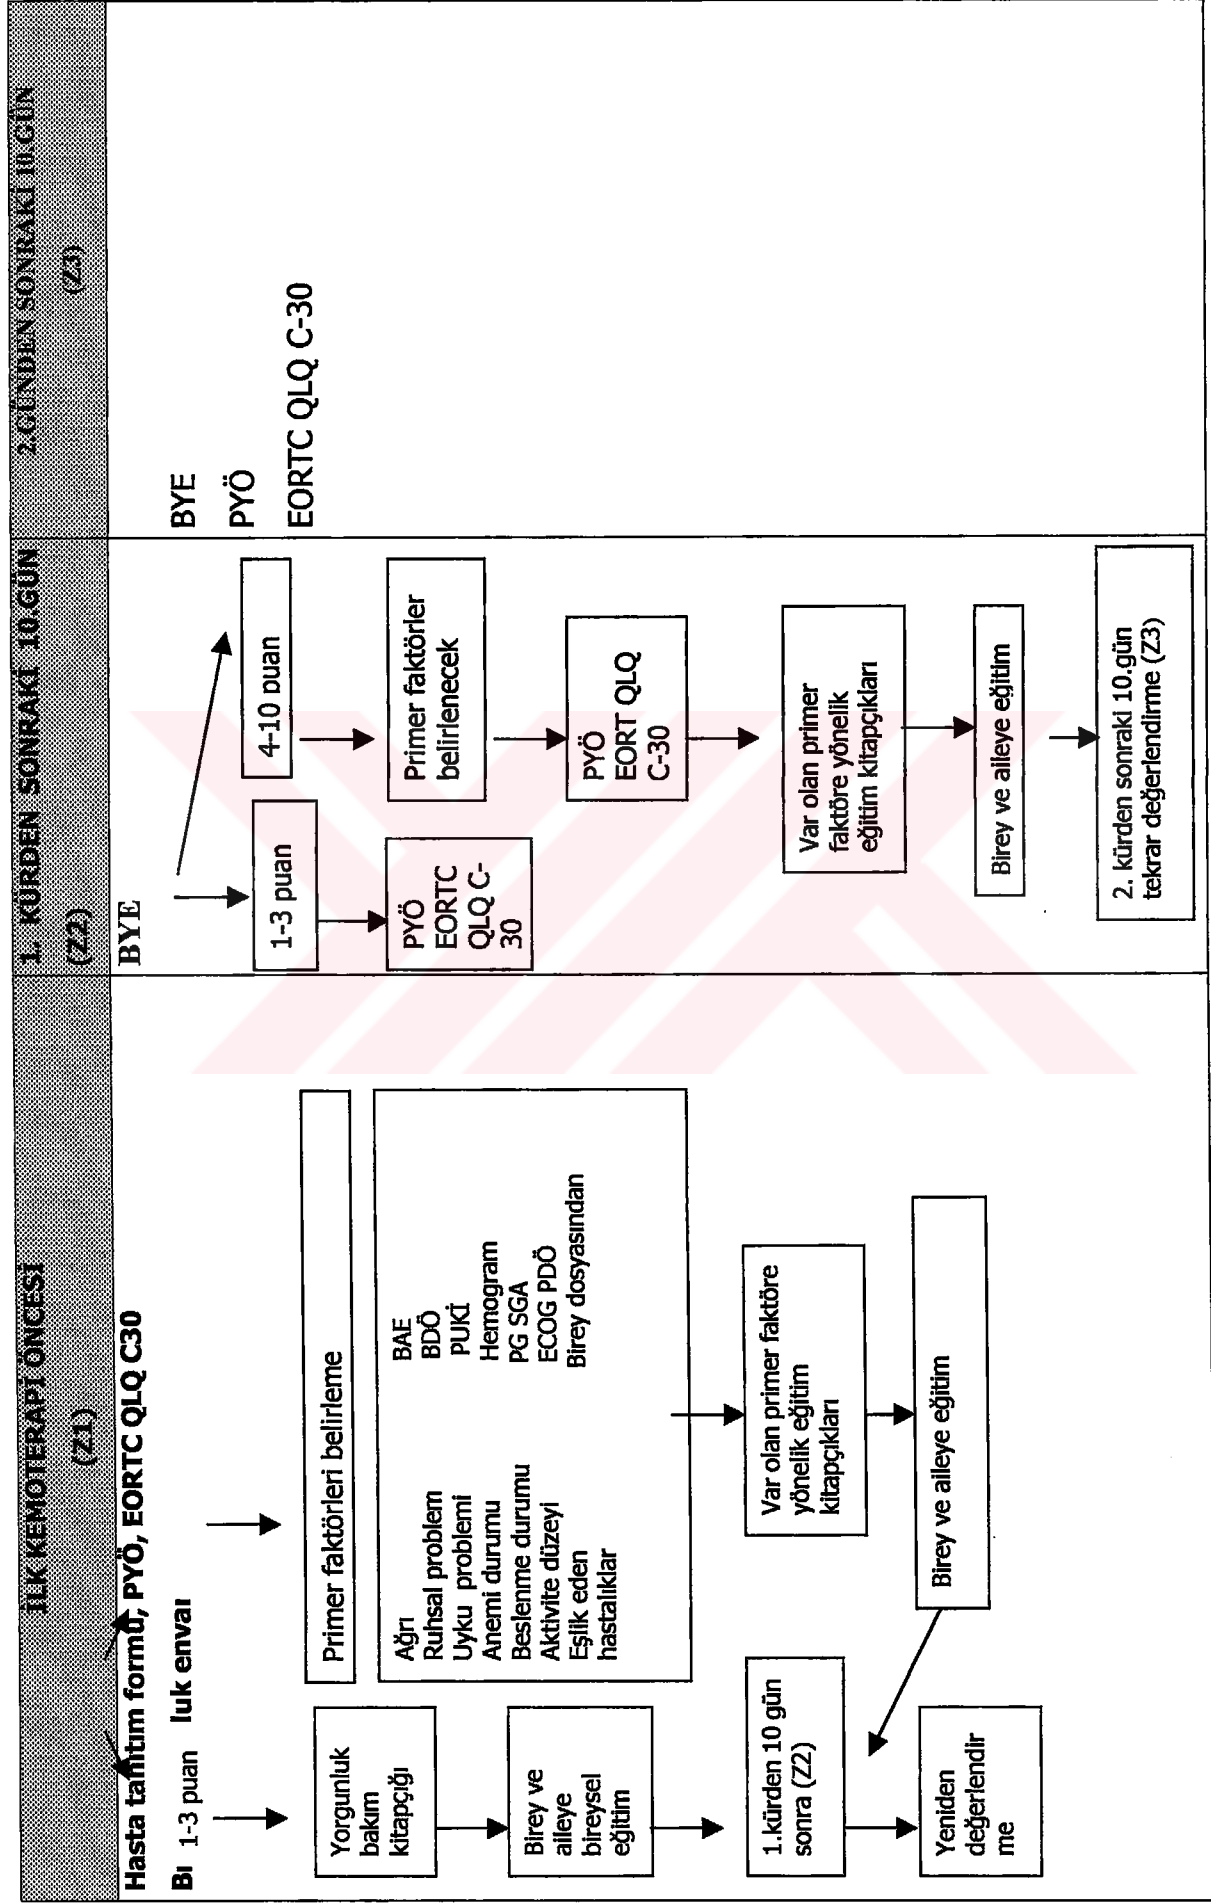 İLK KEMOTERAPİ ÖNCESİ
(Z1)
Hasta tanıtım formu, PYÖ, EORTC QLQ C30
Bı 1-3 puan luk envaı
Yorgunluk
bakım
kitapçığı
Birey ve
aileye
bireysel
eğitim
1.kürden 10 gün
sonra (Z2)
Yeniden
değerlendir
me
Primer faktörleri belirleme
Ağrı BAE
Ruhsal problem BDÖ
Uyku problemi PUKİ
Anemi durumu Hemogram
Beslenme durumu PG SGA
Aktivite düzeyi ECOG PDÖ
Eşlik eden Birey dosyasından
hastalıklar
Var olan primer faktöre
yönelik eğitim
kitapçıkları
Birey ve aileye eğitim
1. KÜRDEN SONRAKİ 10.GÜN
(Z2)
BYE
1-3 puan
PYÖ
EORTC
QLQ C-
30
4-10 puan
Primer faktörler
belirlenecek
PYÖ
EORT QLQ
C-30
Var olan primer
faktöre yönelik
eğitim kitapçıkları
Birey ve aileye eğitim
2. kürden sonraki 10.gün
tekrar değerlendirme (Z3)
2.GÜNDEN SONRAKİ 10.GÜN
(Z3)
BYE
PYÖ
EORTC QLQ C-30